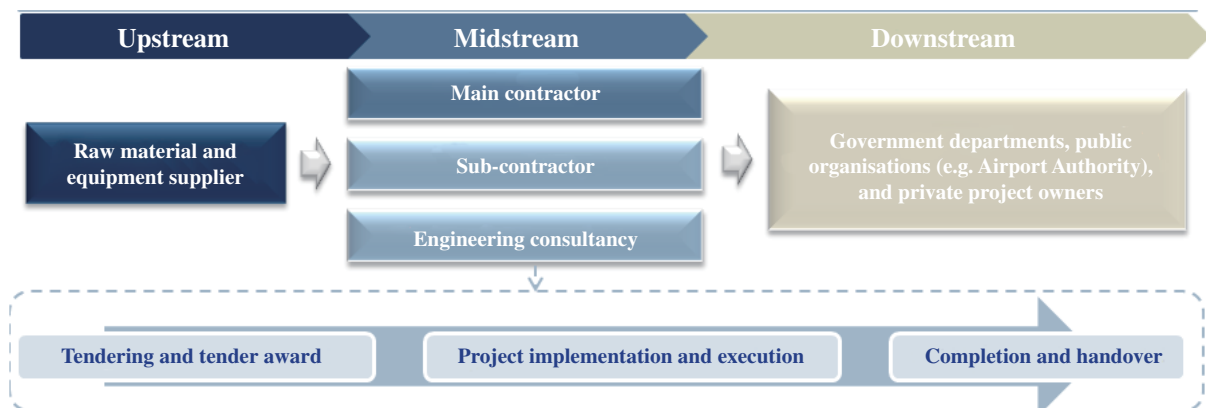 Upstream
Midstream
Downstream
Raw material and
equipment supplier
Main contractor
Sub-contractor
Engineering consultancy
Government departments, public
organisations (e.g. Airport Authority),
and private project owners
Tendering and tender award
Project implementation and execution
Completion and handover